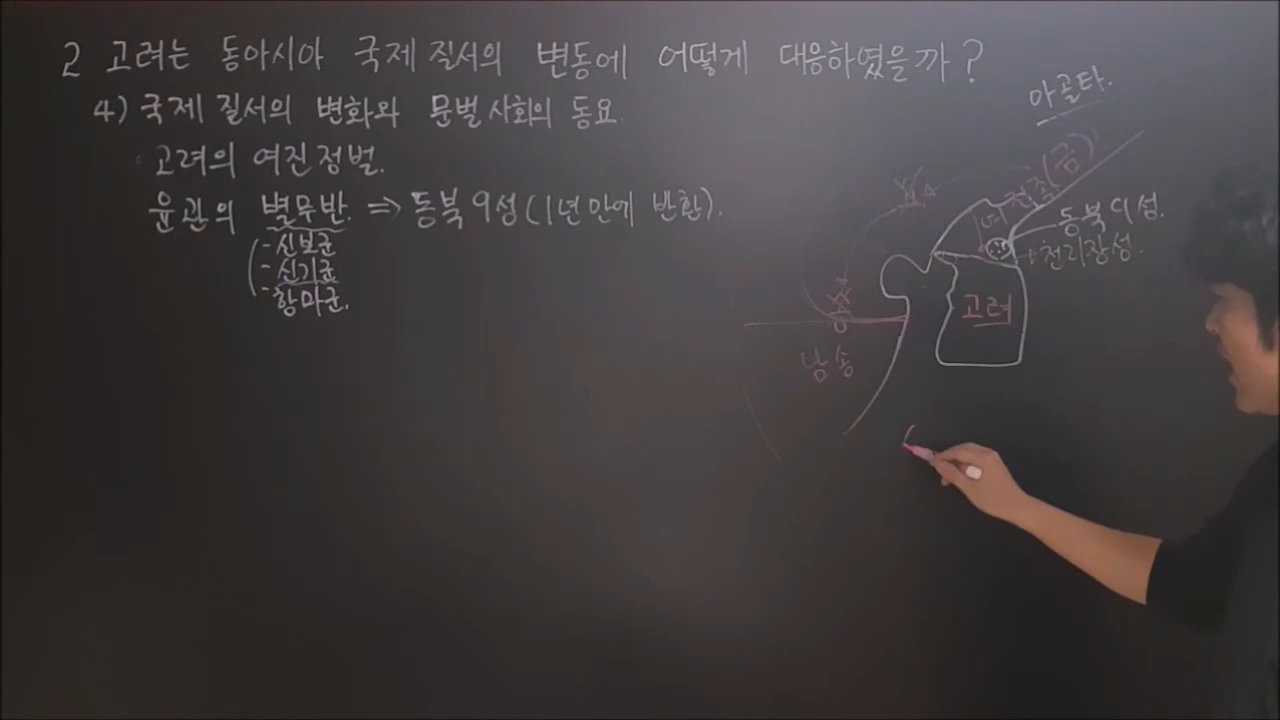 2 고려는 동아시아 국제 질서의 변동에 어떻게 대응하였을까?
4) 국제 질서의 변화와 문벌사회의 동요
고려의 여진정벌.
윤관의 별무반. => 동북9성(1년만에 반환).
- 신보군
- 신기군
- 항마군.
아골타.
여진족(금)
동북9성.
천리장성.
고려
송
남송